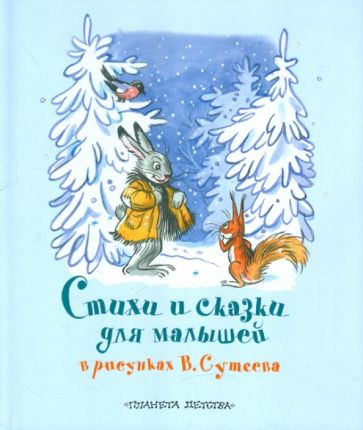 Стихи и сказки
для малышей
в рисунках В. Сутеева
«ПЛАНЕТА ДЕТСТВА»